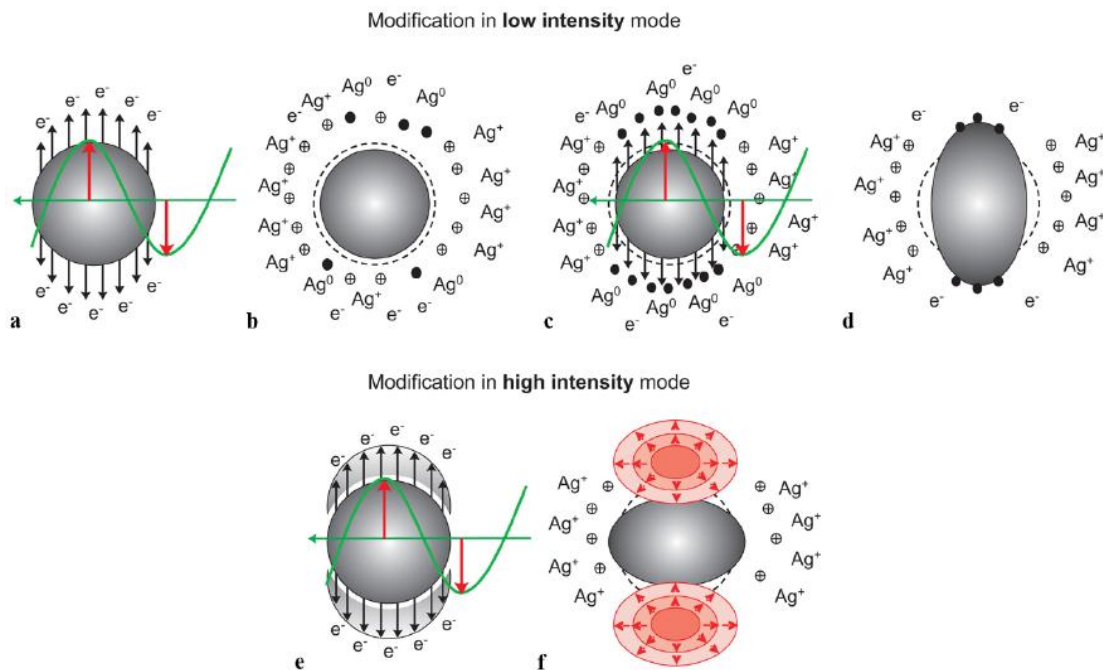 Modification in low intensity mode
e⁻ e⁻ e⁻ e⁻ e⁻ e⁻
e⁻ e⁻ e⁻ e⁻ e⁻ e⁻
a
Ag⁰ e⁻
Ag⁺ Ag⁰
e⁻
Ag⁺ Ag⁺
Ag⁺ Ag⁺
Ag⁺ Ag⁺
Ag⁺ Ag⁺
Ag⁰ Ag⁺ Ag⁰
e⁻ e⁻ e⁻
b
e⁻
Ag⁺ Ag⁰ Ag⁰ Ag⁰ Ag⁰
e⁻ Ag⁰
Ag⁺ Ag⁺
Ag⁺ Ag⁺
Ag⁺ Ag⁺
Ag⁺ Ag⁺
Ag⁰ Ag⁰ Ag⁰ Ag⁰
e⁻ e⁻
c
e⁻ e⁻
Ag⁺ Ag⁺
Ag⁺ Ag⁺
Ag⁺ Ag⁺
Ag⁺ Ag⁺
e⁻ e⁻
d
Modification in high intensity mode
e⁻ e⁻ e⁻ e⁻ e⁻ e⁻
e⁻ e⁻ e⁻ e⁻ e⁻ e⁻
e
Ag⁺ Ag⁺
Ag⁺ Ag⁺
Ag⁺ Ag⁺
Ag⁺ Ag⁺
f